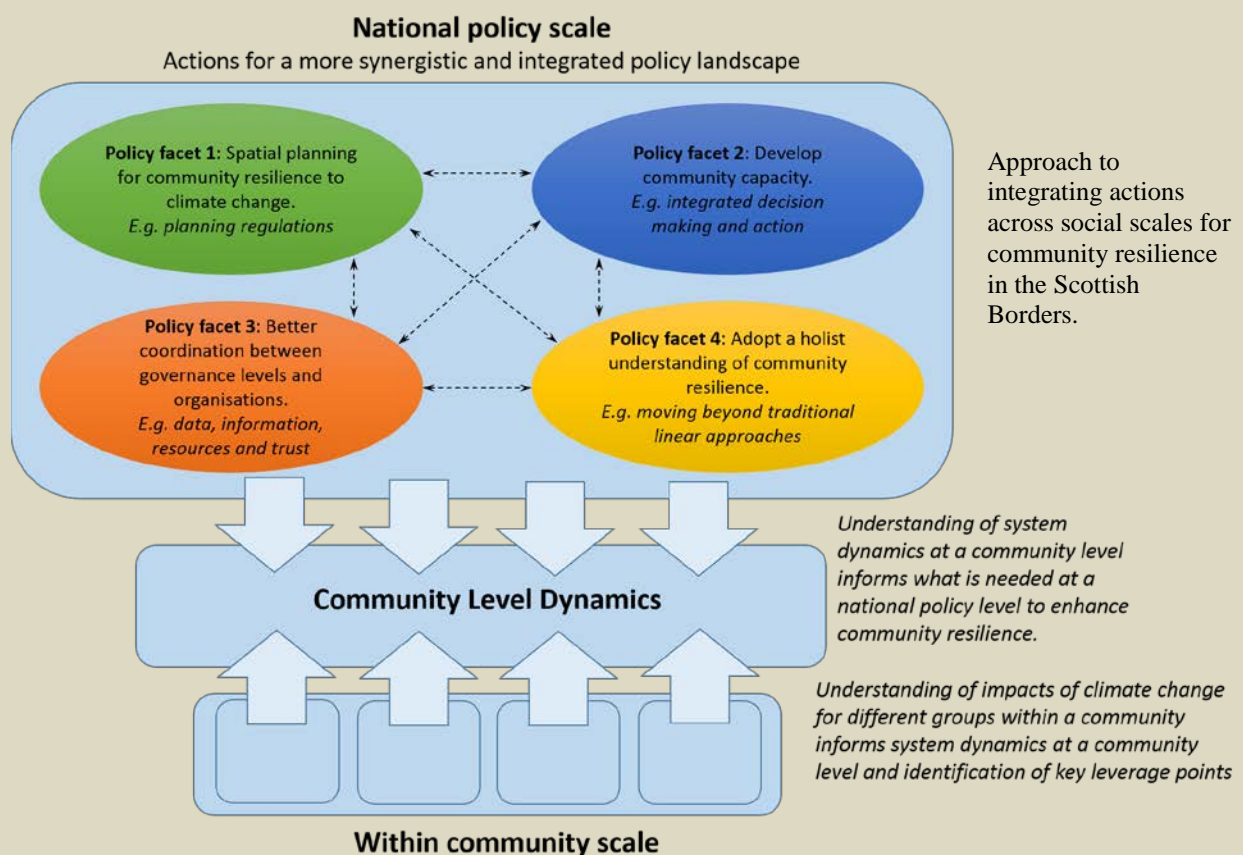 National policy scale
Actions for a more synergistic and integrated policy landscape
Policy facet 1: Spatial planning
for community resilience to
climate change.
E.g. planning regulations
Policy facet 2: Develop
community capacity.
E.g. integrated decision
making and action
Policy facet 3: Better
coordination between
governance levels and
organisations.
E.g. data, information,
resources and trust
Policy facet 4: Adopt a holist
understanding of community
resilience.
E.g. moving beyond traditional
linear approaches
Approach to
integrating actions
across social scales for
community resilience
in the Scottish
Borders.
Community Level Dynamics
Understanding of system
dynamics at a community level
informs what is needed at a
national policy level to enhance
community resilience.
Understanding of impacts of climate change
for different groups within a community
informs system dynamics at a community
level and identification of key leverage points
Within community scale